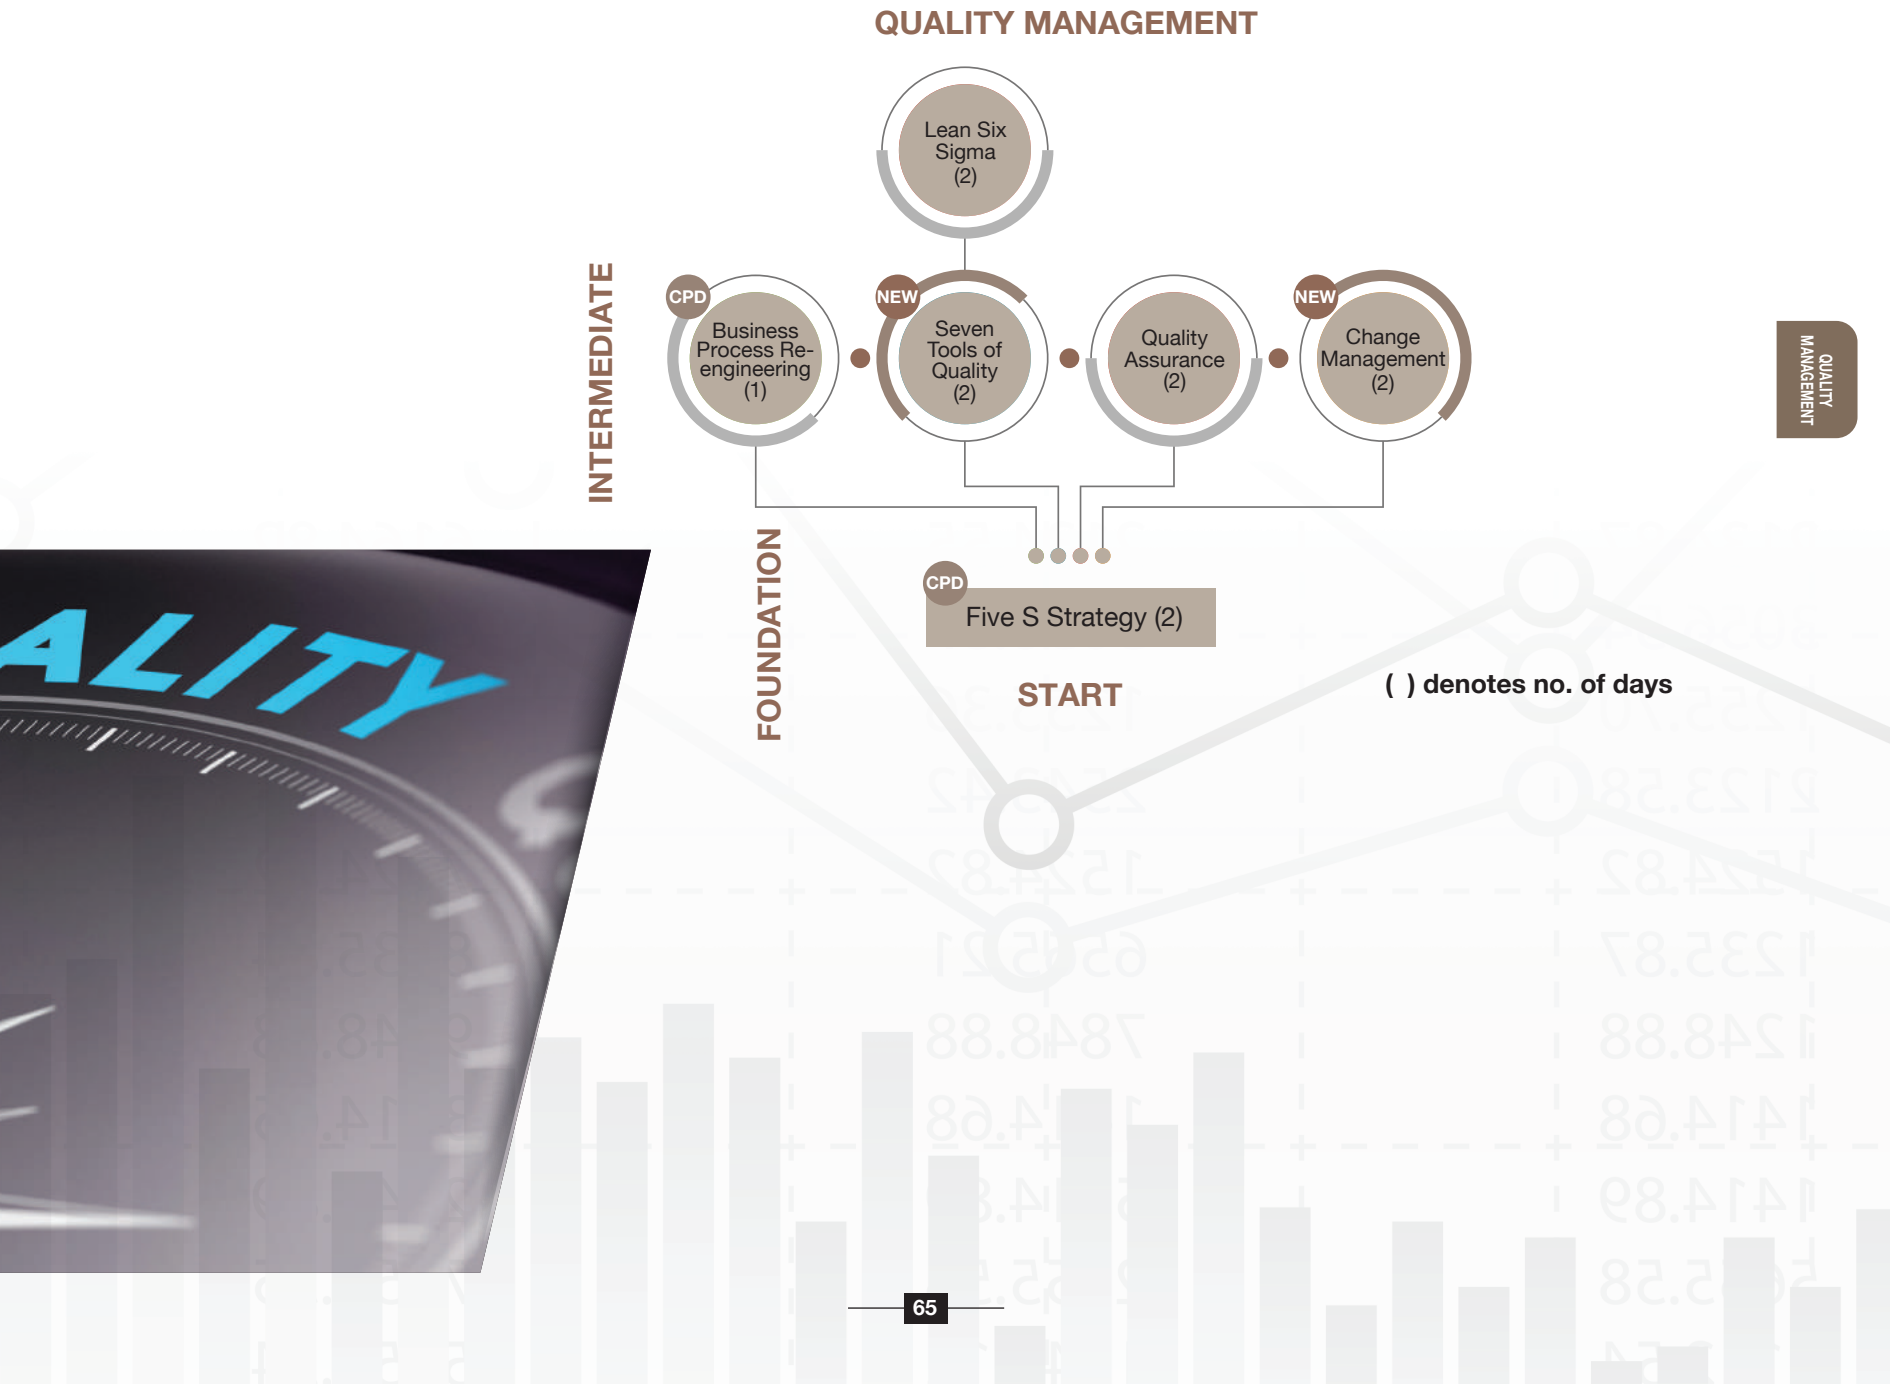 QUALITY MANAGEMENT
Lean Six
Sigma
(2)
INTERMEDIATE
CPD
Business
Process Re-
engineering
(1)
NEW
Seven
Tools of
Quality
(2)
Quality
Assurance
(2)
NEW
Change
Management
(2)
QUALITY
MANAGEMENT
FOUNDATION
CPD
Five S Strategy (2)
START
( ) denotes no. of days
ALITY
65